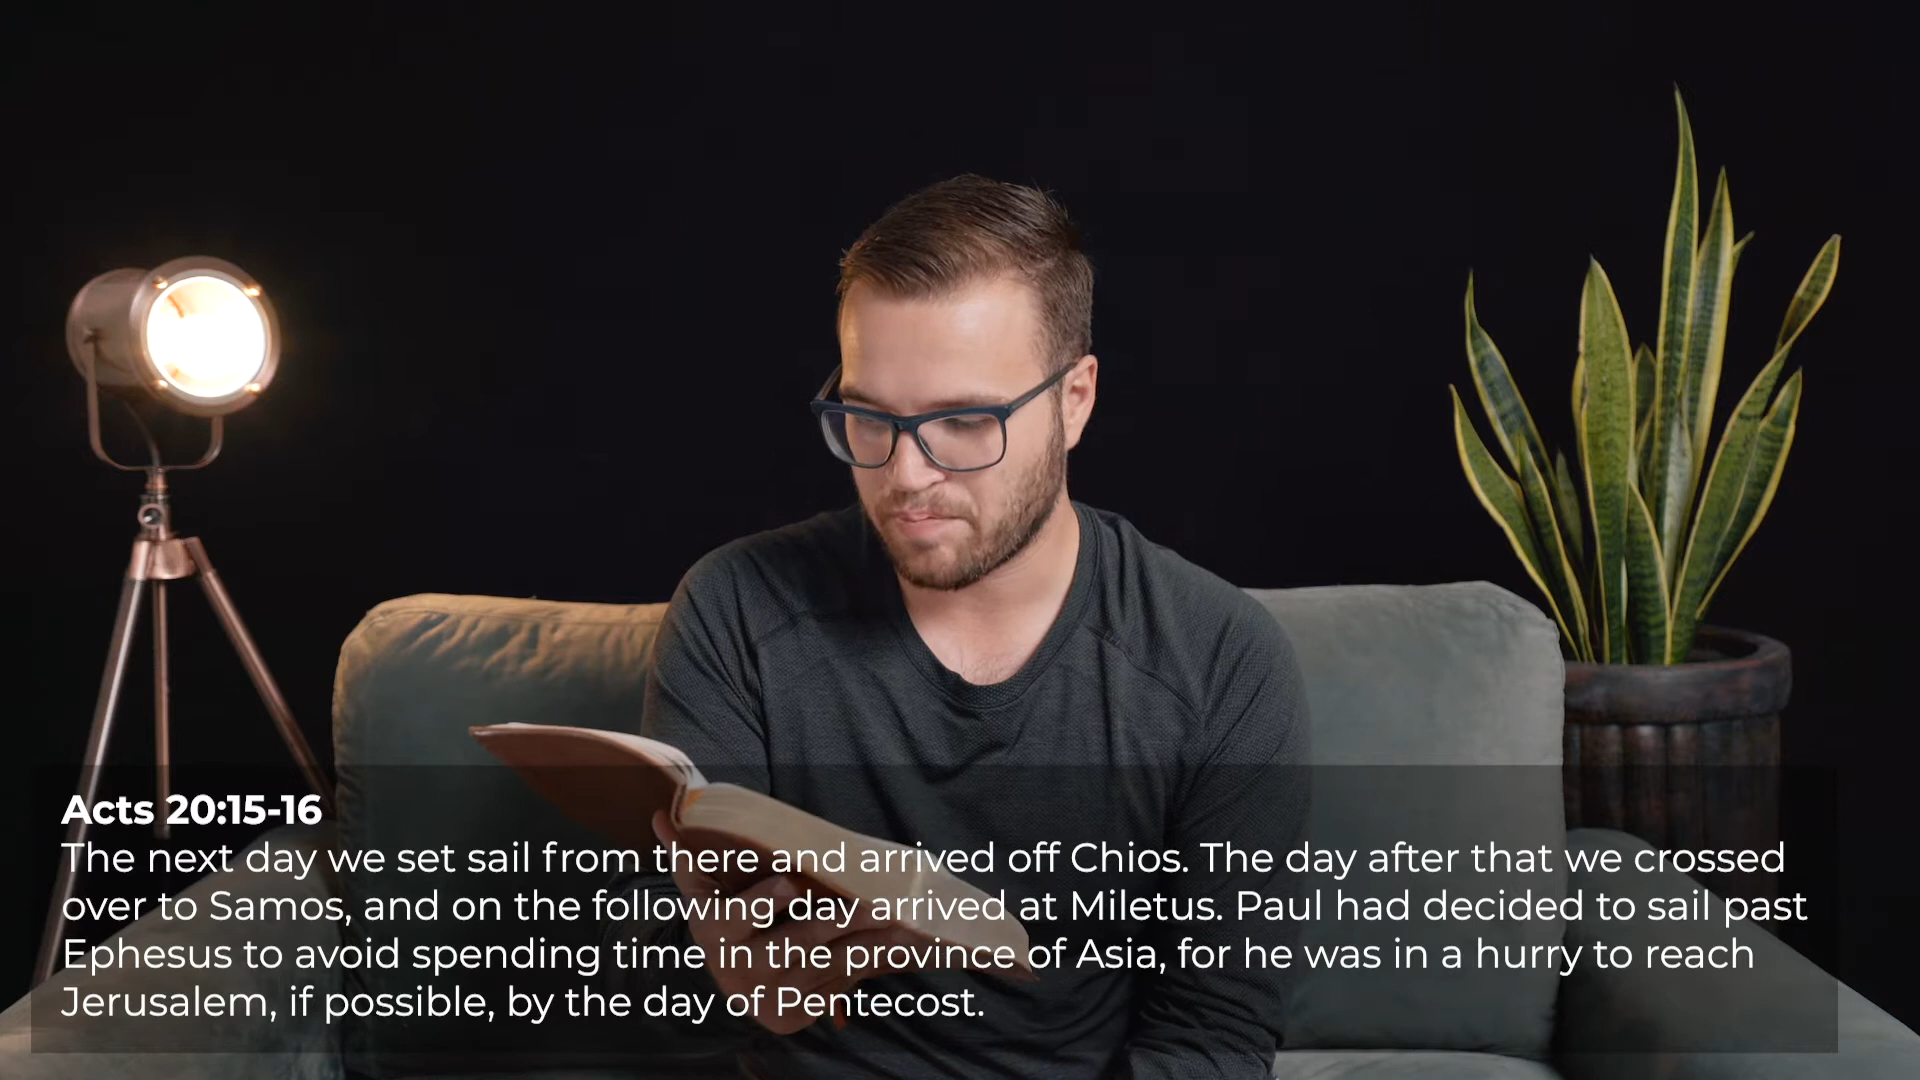 Acts 20:15-16
The next day we set sail from there and arrived off Chios. The day after that we crossed
over to Samos, and on the following day arrived at Miletus. Paul had decided to sail past
Ephesus to avoid spending time in the province of Asia, for he was in a hurry to reach
Jerusalem, if possible, by the day of Pentecost.